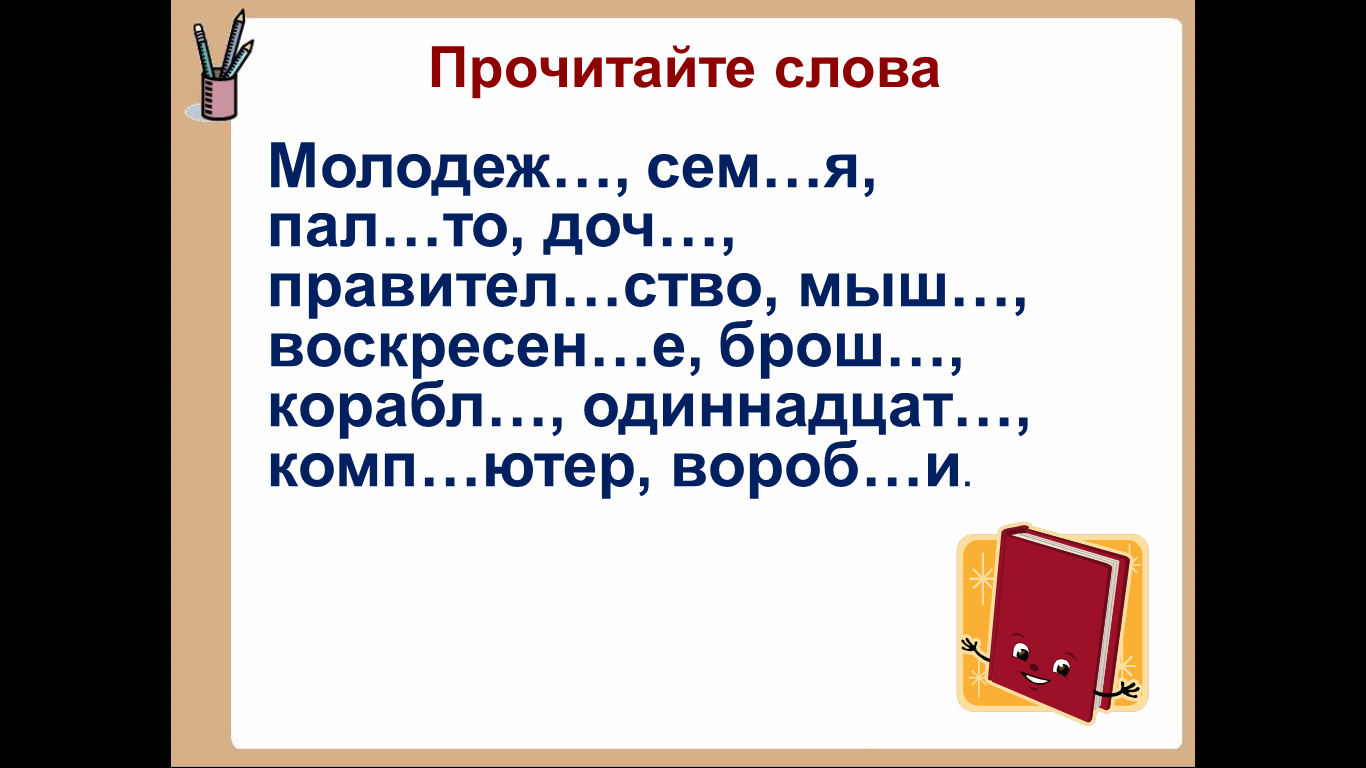 Прочитайте слова
Молодеж…, сем…я,
пал…то, доч…,
правител…ство, мыш…,
воскресен…е, брош…,
корабл…, одиннадцат…,
комп…ютер, вороб…и.